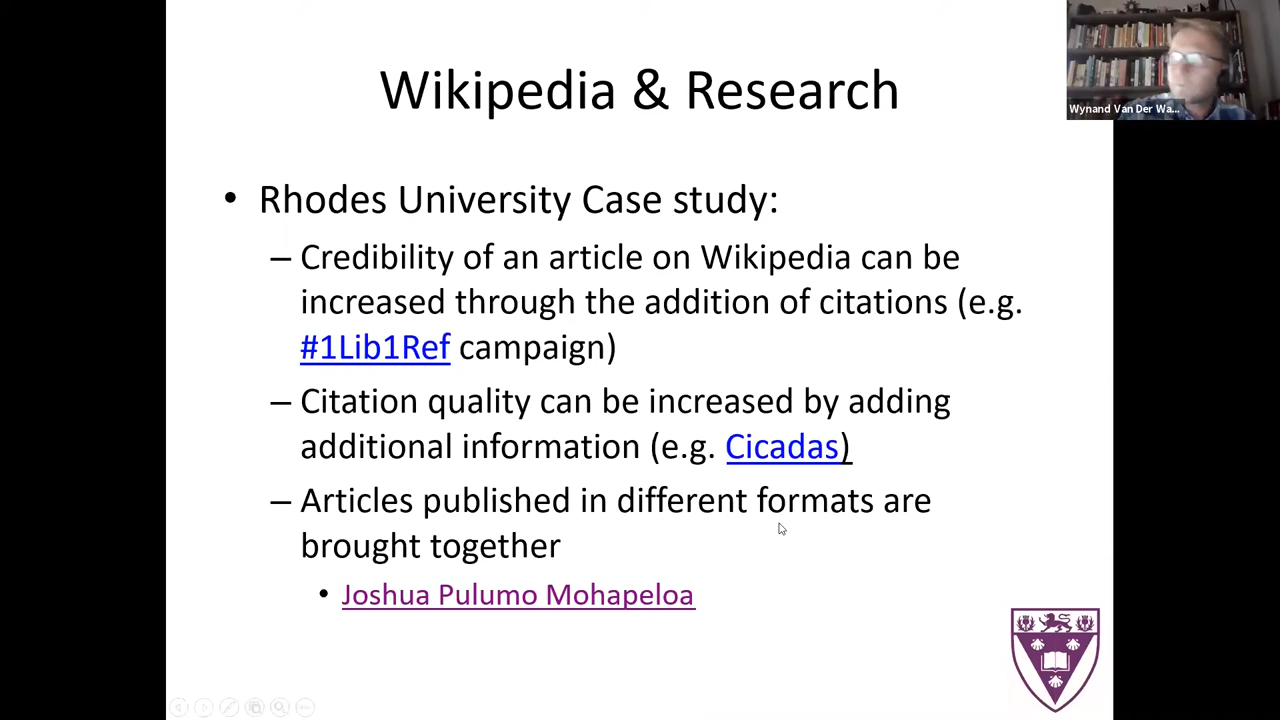 Wikipedia & Research
Wynand Van Der Wa...
• Rhodes University Case study:
– Credibility of an article on Wikipedia can be
increased through the addition of citations (e.g.
#1Lib1Ref campaign)
– Citation quality can be increased by adding
additional information (e.g. Cicadas)
– Articles published in different formats are
brought together
• Joshua Pulumo Mohapeloa